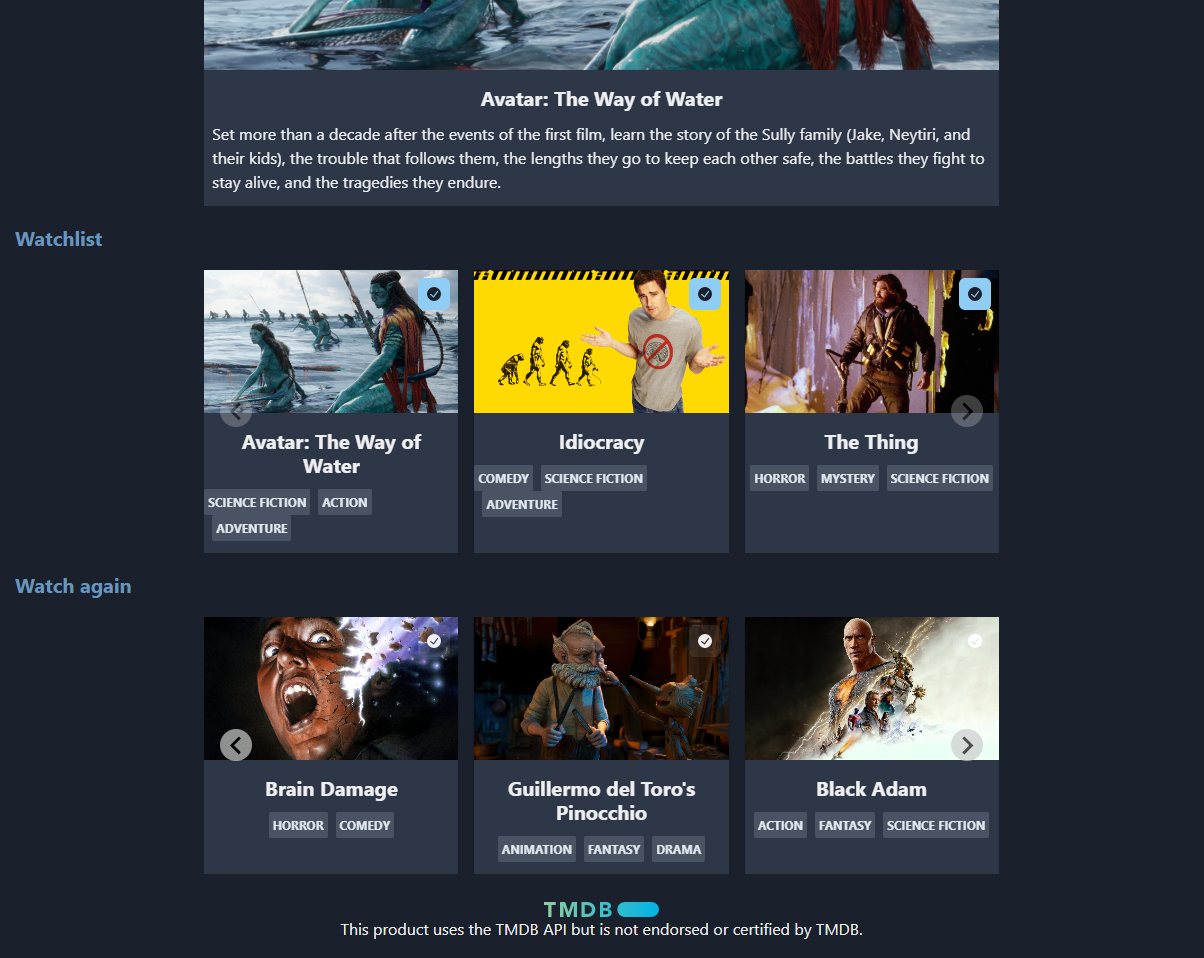 Avatar: The Way of Water
Set more than a decade after the events of the first film, learn the story of the Sully family (Jake, Neytiri, and
their kids), the trouble that follows them, the lengths they go to keep each other safe, the battles they fight to
stay alive, and the tragedies they endure.
Watchlist
Avatar: The Way of
Water
SCIENCE FICTION ACTION
ADVENTURE
Idiocracy
COMEDY SCIENCE FICTION
ADVENTURE
The Thing
HORROR MYSTERY SCIENCE FICTION
Watch again
Brain Damage
HORROR COMEDY
Guillermo del Toro's
Pinocchio
ANIMATION FANTASY DRAMA
Black Adam
ACTION FANTASY SCIENCE FICTION
TMDB
This product uses the TMDB API but is not endorsed or certified by TMDB.